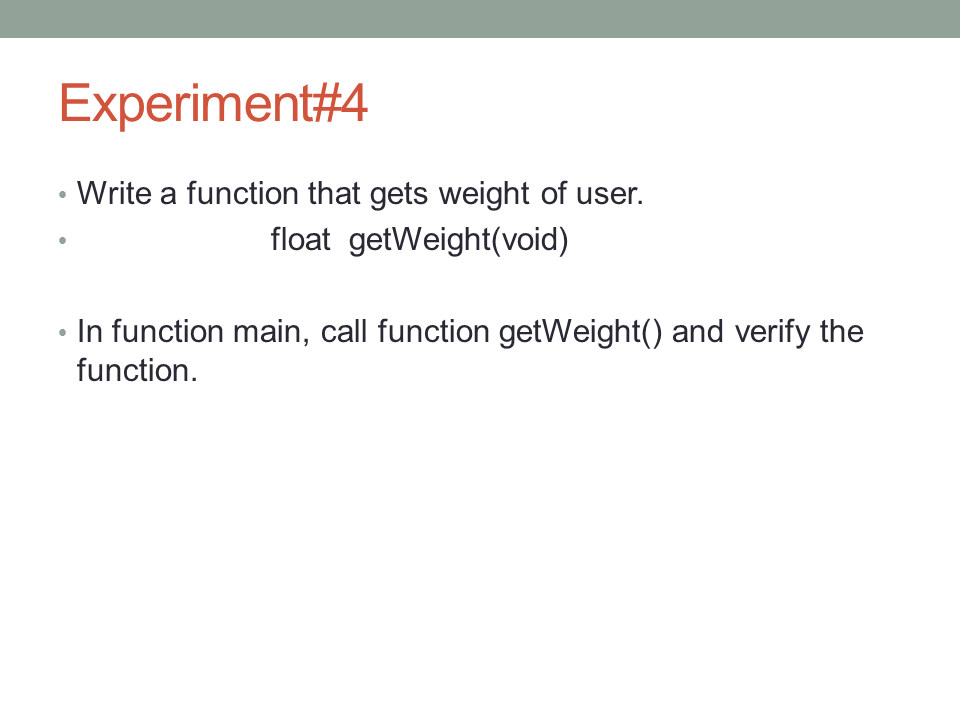 Experiment#4
• Write a function that gets weight of user.
• float getWeight(void)
• In function main, call function getWeight() and verify the
function.